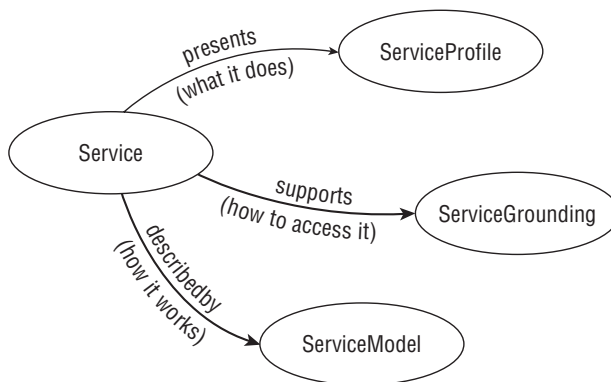 presents
(what it does)
ServiceProfile
Service
supports
(how to access it)
ServiceGrounding
describedby
(how it works)
ServiceModel